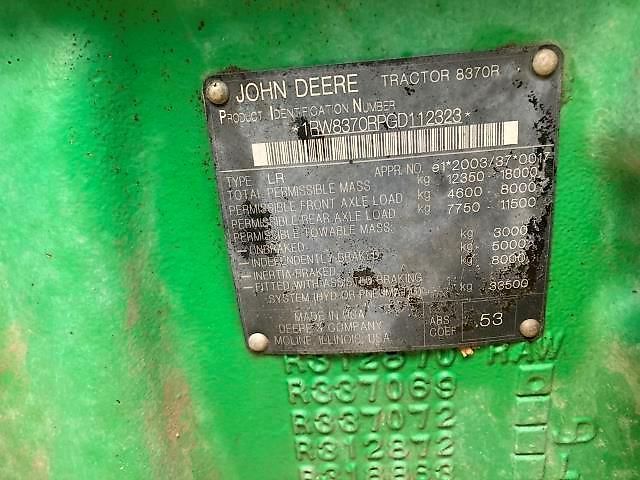 JOHN DEERE TRACTOR 8370R
PRODUCT IDENTIFICATION NUMBER
*1RW8370RPGD112323*
TYPE LR APPR. NO. e1*2003/37*0017
TOTAL PERMISSIBLE MASS kg 12350 - 18000
PERMISSIBLE FRONT AXLE LOAD kg 4600 - 8000
PERMISSIBLE REAR AXLE LOAD kg 7750 - 11500
PERMISSIBLE TOWABLE MASS:
-UNBRAKED kg 3000
-INDEPENDENTLY BRAKED kg 5000
-INERTIA BRAKED kg 8000
-FITTED WITH ASSISTED BRAKING
SYSTEM (HYD OR PNEUMATIC) kg 33500
MADE IN USA
DEERE & COMPANY
MOLINE, ILLINOIS, USA
ABS COEF .53
R312870 RAW
R337069
R337072
R312872